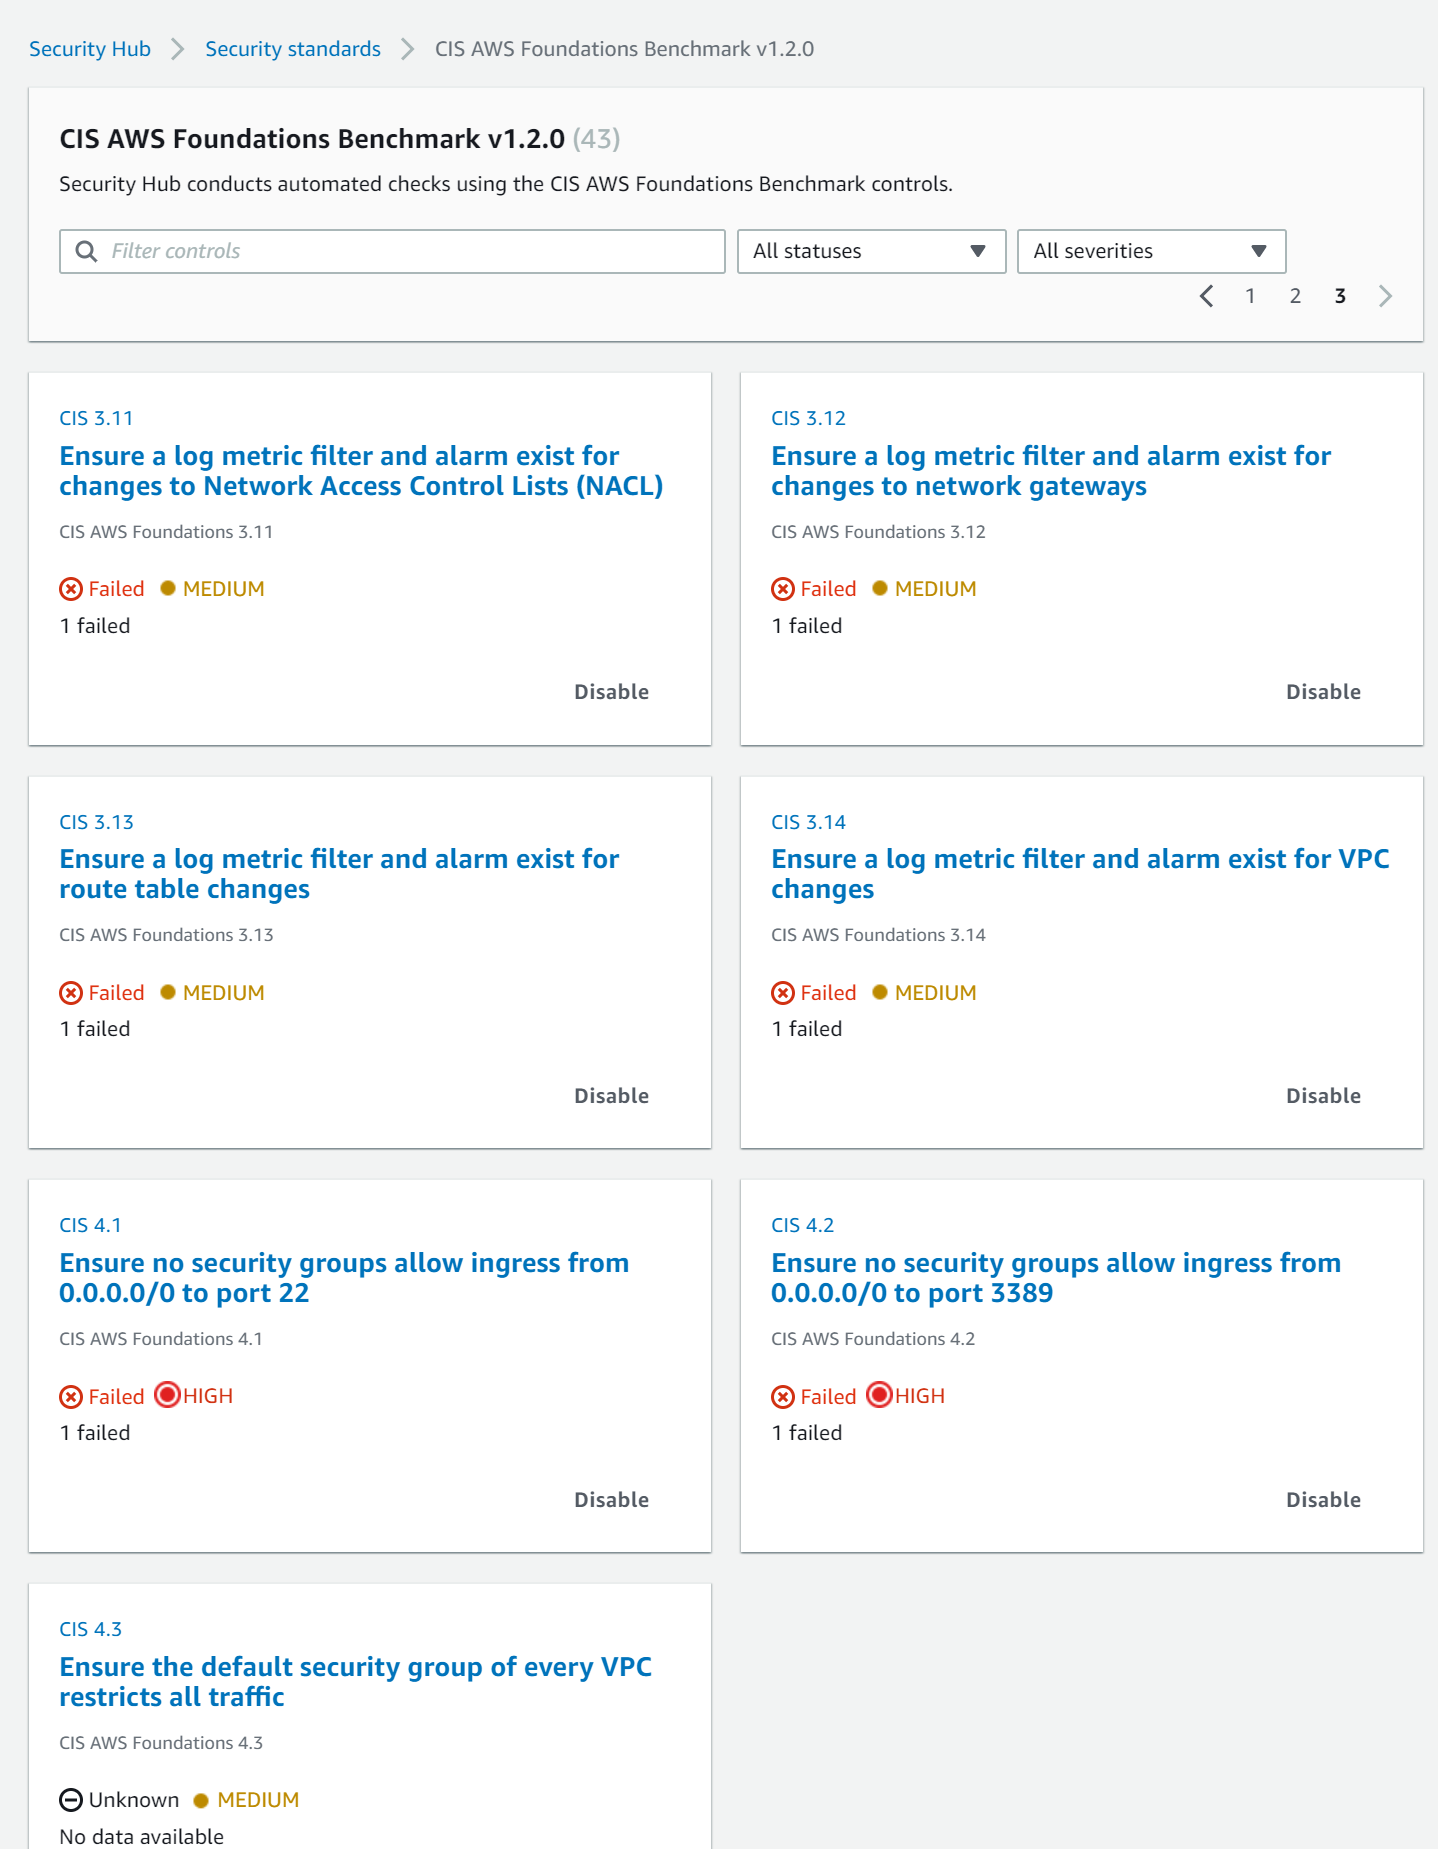 Security Hub > Security standards > CIS AWS Foundations Benchmark v1.2.0
CIS AWS Foundations Benchmark v1.2.0 (43)
Security Hub conducts automated checks using the CIS AWS Foundations Benchmark controls.
Filter controls
All statuses
All severities
1 2 3
CIS 3.11
Ensure a log metric filter and alarm exist for
changes to Network Access Control Lists (NACL)
CIS AWS Foundations 3.11
Failed MEDIUM
1 failed
Disable
CIS 3.12
Ensure a log metric filter and alarm exist for
changes to network gateways
CIS AWS Foundations 3.12
Failed MEDIUM
1 failed
Disable
CIS 3.13
Ensure a log metric filter and alarm exist for
route table changes
CIS AWS Foundations 3.13
Failed MEDIUM
1 failed
Disable
CIS 3.14
Ensure a log metric filter and alarm exist for VPC
changes
CIS AWS Foundations 3.14
Failed MEDIUM
1 failed
Disable
CIS 4.1
Ensure no security groups allow ingress from
0.0.0.0/0 to port 22
CIS AWS Foundations 4.1
Failed HIGH
1 failed
Disable
CIS 4.2
Ensure no security groups allow ingress from
0.0.0.0/0 to port 3389
CIS AWS Foundations 4.2
Failed HIGH
1 failed
Disable
CIS 4.3
Ensure the default security group of every VPC
restricts all traffic
CIS AWS Foundations 4.3
Unknown MEDIUM
No data available